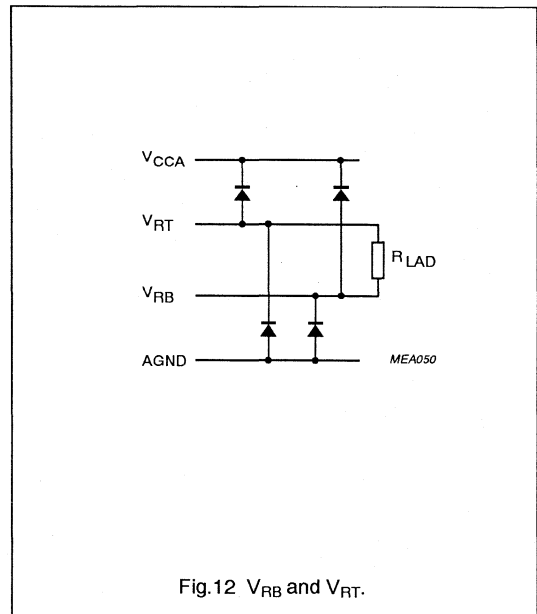 VCCA
VRT
RLAD
VRB
AGND
MEA050
Fig.12 VRB and VRT.